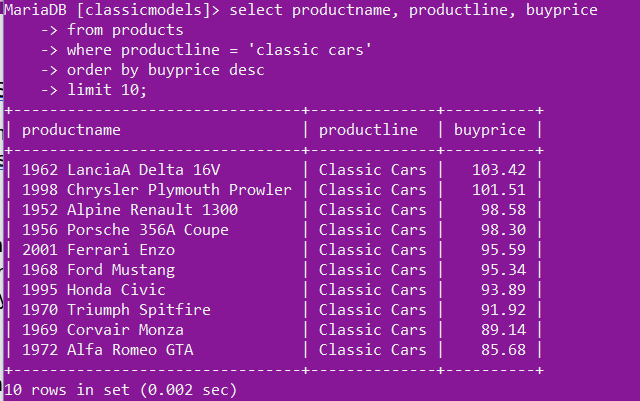 MariaDB [classicmodels]> select productname, productline, buyprice
    -> from products
    -> where productline = 'classic cars'
    -> order by buyprice desc
    -> limit 10;
+--------------------------------+--------------+----------+
| productname                    | productline  | buyprice |
+--------------------------------+--------------+----------+
| 1962 LanciaA Delta 16V         | Classic Cars |   103.42 |
| 1998 Chrysler Plymouth Prowler | Classic Cars |   101.51 |
| 1952 Alpine Renault 1300       | Classic Cars |    98.58 |
| 1956 Porsche 356A Coupe        | Classic Cars |    98.30 |
| 2001 Ferrari Enzo              | Classic Cars |    95.59 |
| 1968 Ford Mustang              | Classic Cars |    95.34 |
| 1995 Honda Civic               | Classic Cars |    93.89 |
| 1970 Triumph Spitfire          | Classic Cars |    91.92 |
| 1969 Corvair Monza             | Classic Cars |    89.14 |
| 1972 Alfa Romeo GTA            | Classic Cars |    85.68 |
+--------------------------------+--------------+----------+
10 rows in set (0.002 sec)